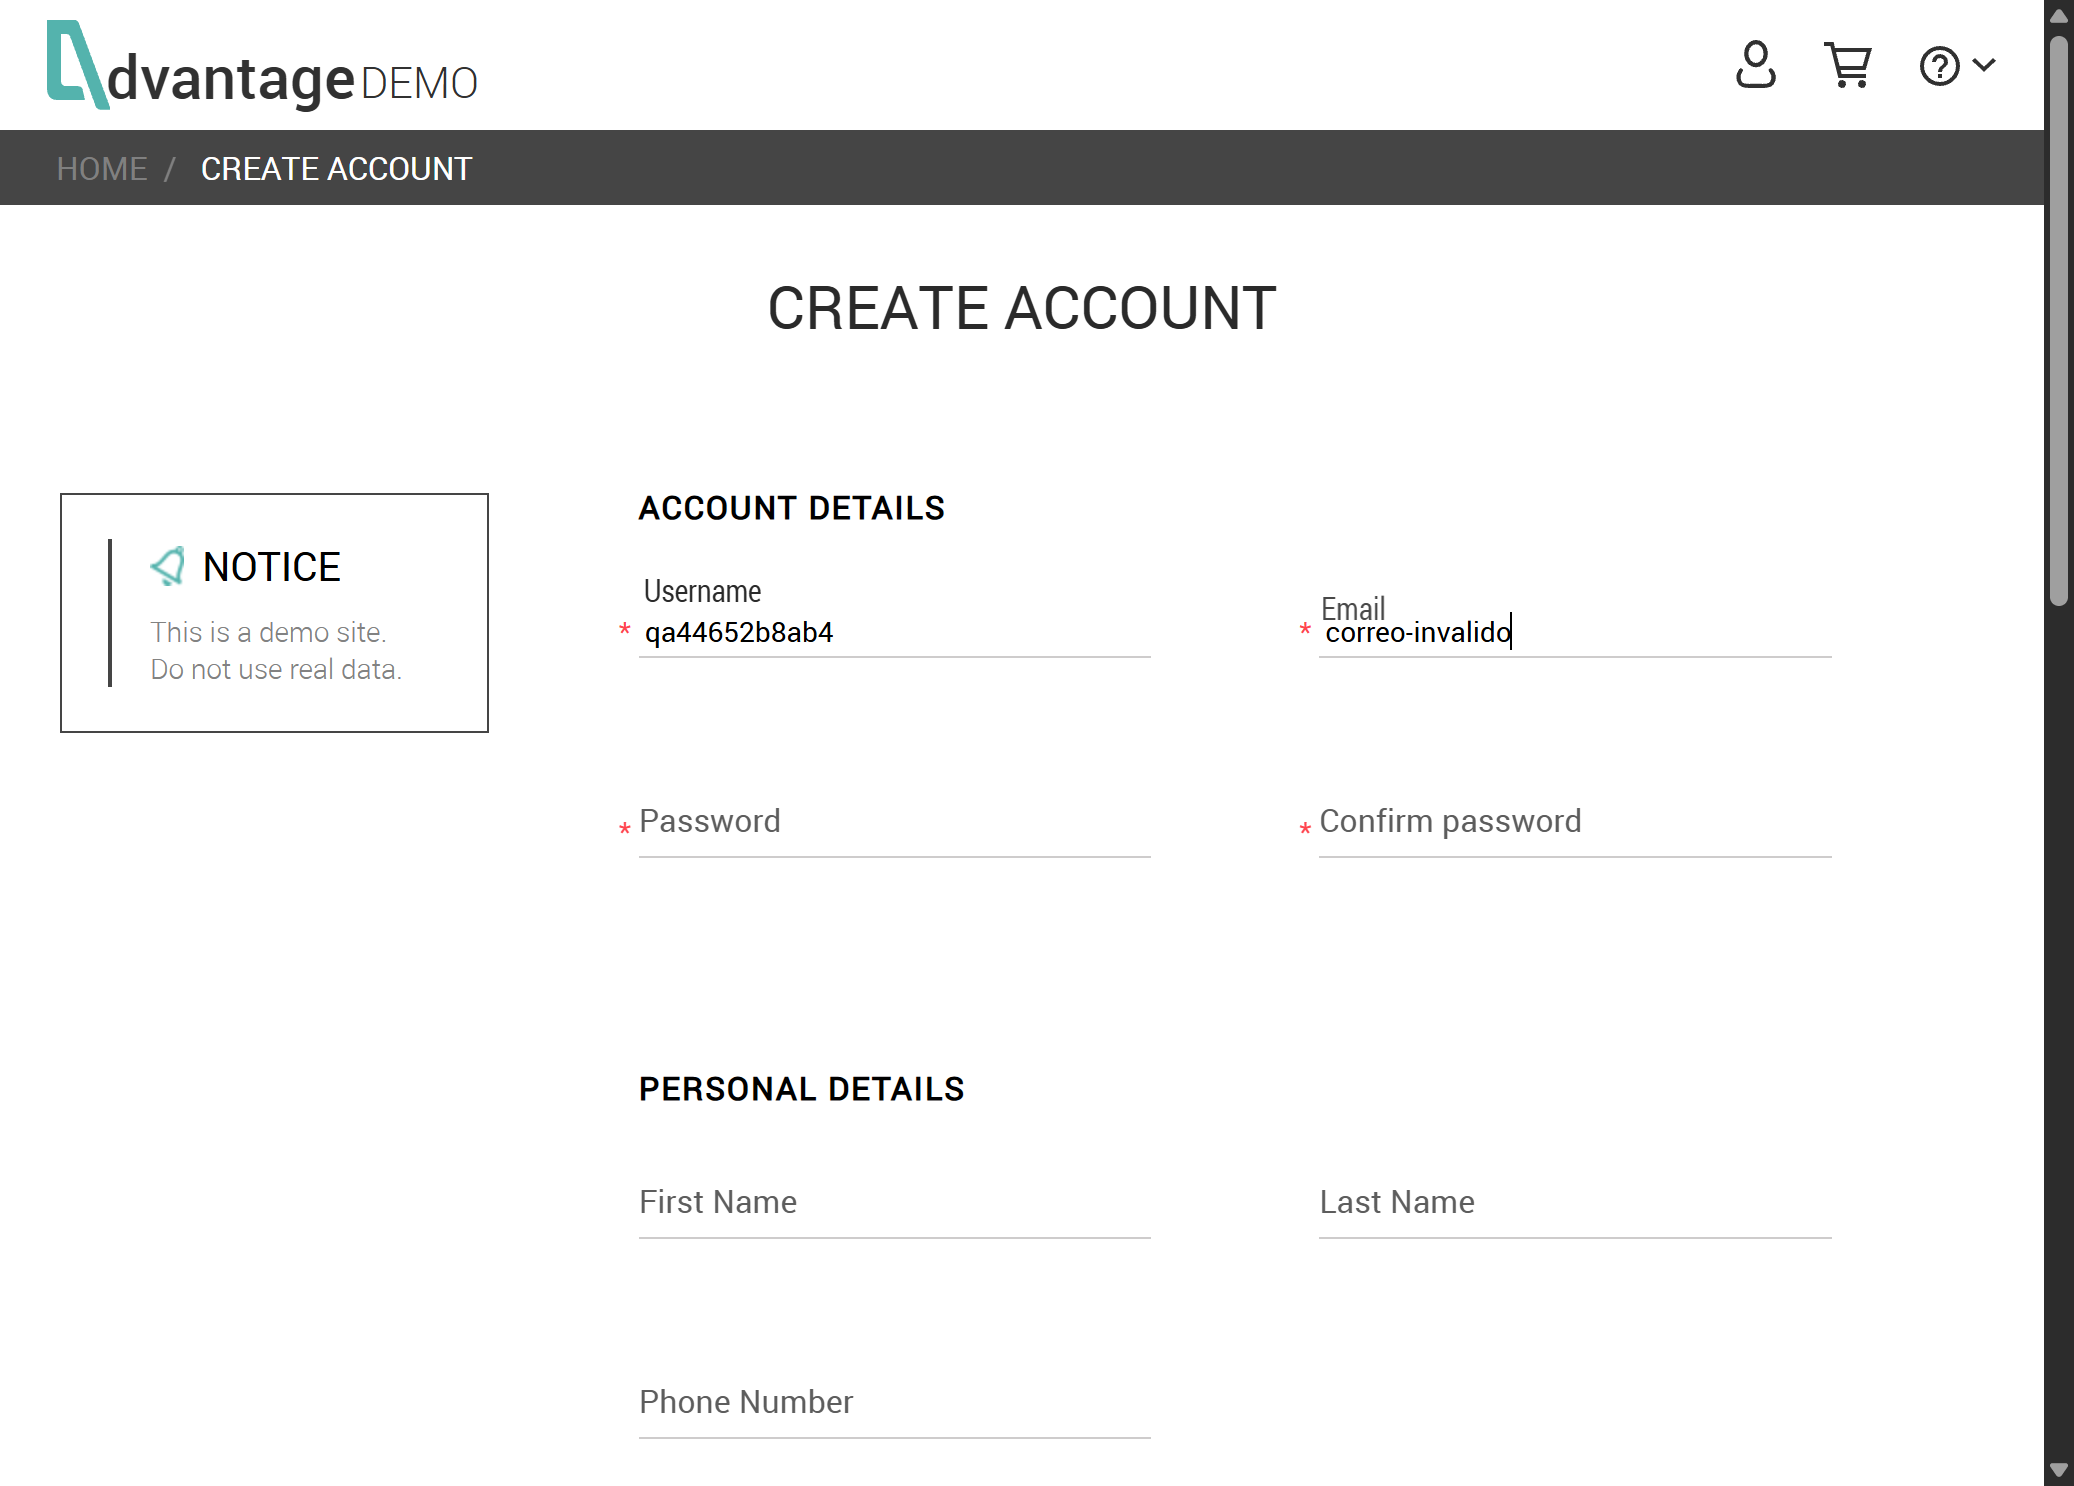 dvantage DEMO
HOME / CREATE ACCOUNT
CREATE ACCOUNT
NOTICE
This is a demo site.
Do not use real data.
ACCOUNT DETAILS
Username
* qa44652b8ab4
Email
* correo-invalido
* Password
* Confirm password
PERSONAL DETAILS
First Name
Last Name
Phone Number